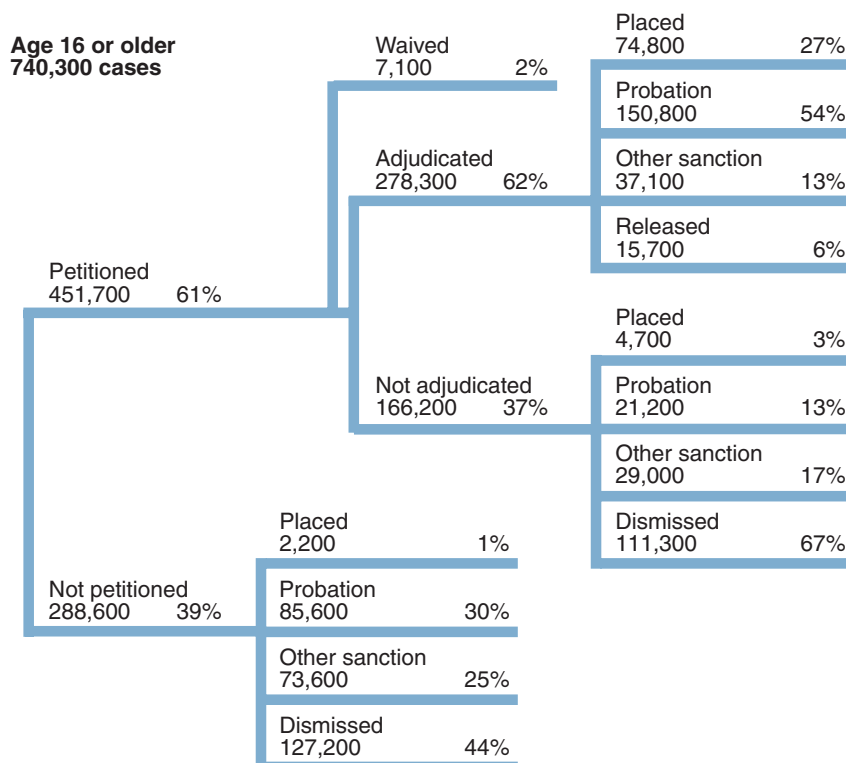 Age 16 or older
740,300 cases
Waived
7,100 2%
Placed
74,800 27%
Probation
150,800 54%
Adjudicated
278,300 62%
Other sanction
37,100 13%
Released
15,700 6%
Petitioned
451,700 61%
Placed
4,700 3%
Probation
21,200 13%
Not adjudicated
166,200 37%
Other sanction
29,000 17%
Dismissed
111,300 67%
Placed
2,200 1%
Not petitioned
288,600 39%
Probation
85,600 30%
Other sanction
73,600 25%
Dismissed
127,200 44%